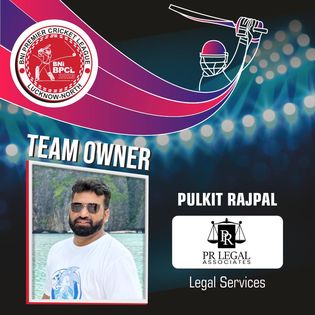 BNI PREMIER CRICKET LEAGUE
BNI
BPCL
LUCKNOW-NORTH
TEAM OWNER
PULKIT RAJPAL
PR
PR LEGAL
ASSOCIATES
Legal Services